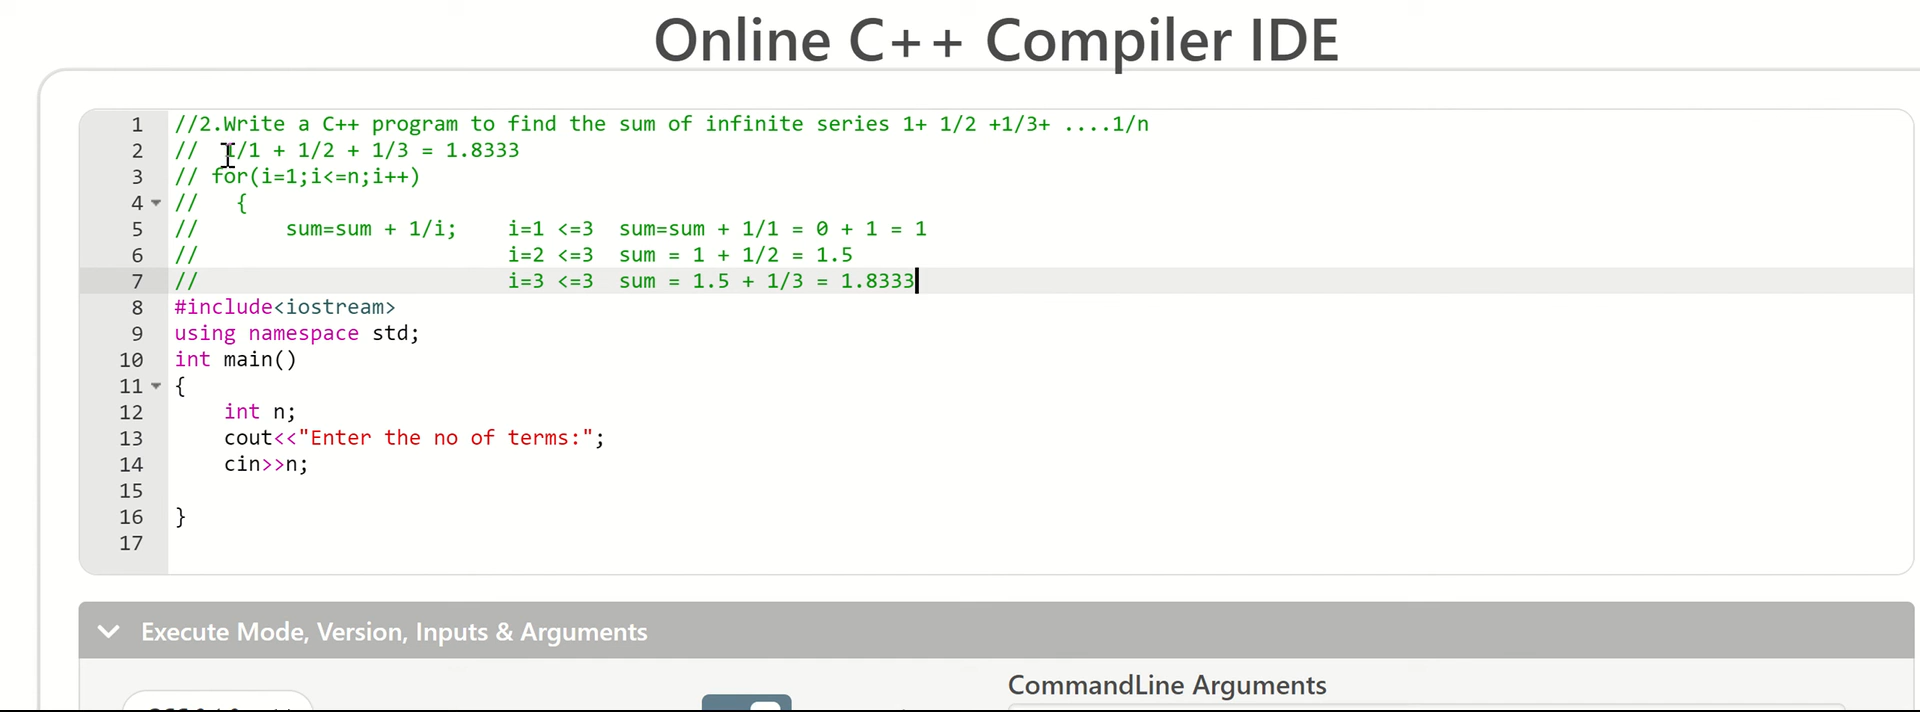 Online C++ Compiler IDE
1 //2.Write a C++ program to find the sum of infinite series 1+ 1/2 +1/3+ ....1/n
2 //  1/1 + 1/2 + 1/3 = 1.8333
3 // for(i=1;i<=n;i++)
4 //   {
5 //       sum=sum + 1/i;    i=1 <=3  sum=sum + 1/1 = 0 + 1 = 1
6 //                         i=2 <=3  sum = 1 + 1/2 = 1.5
7 //                         i=3 <=3  sum = 1.5 + 1/3 = 1.8333
8 #include<iostream>
9 using namespace std;
10 int main()
11 {
12     int n;
13     cout<<"Enter the no of terms:";
14     cin>>n;
15
16 }
17
Execute Mode, Version, Inputs & Arguments
CommandLine Arguments